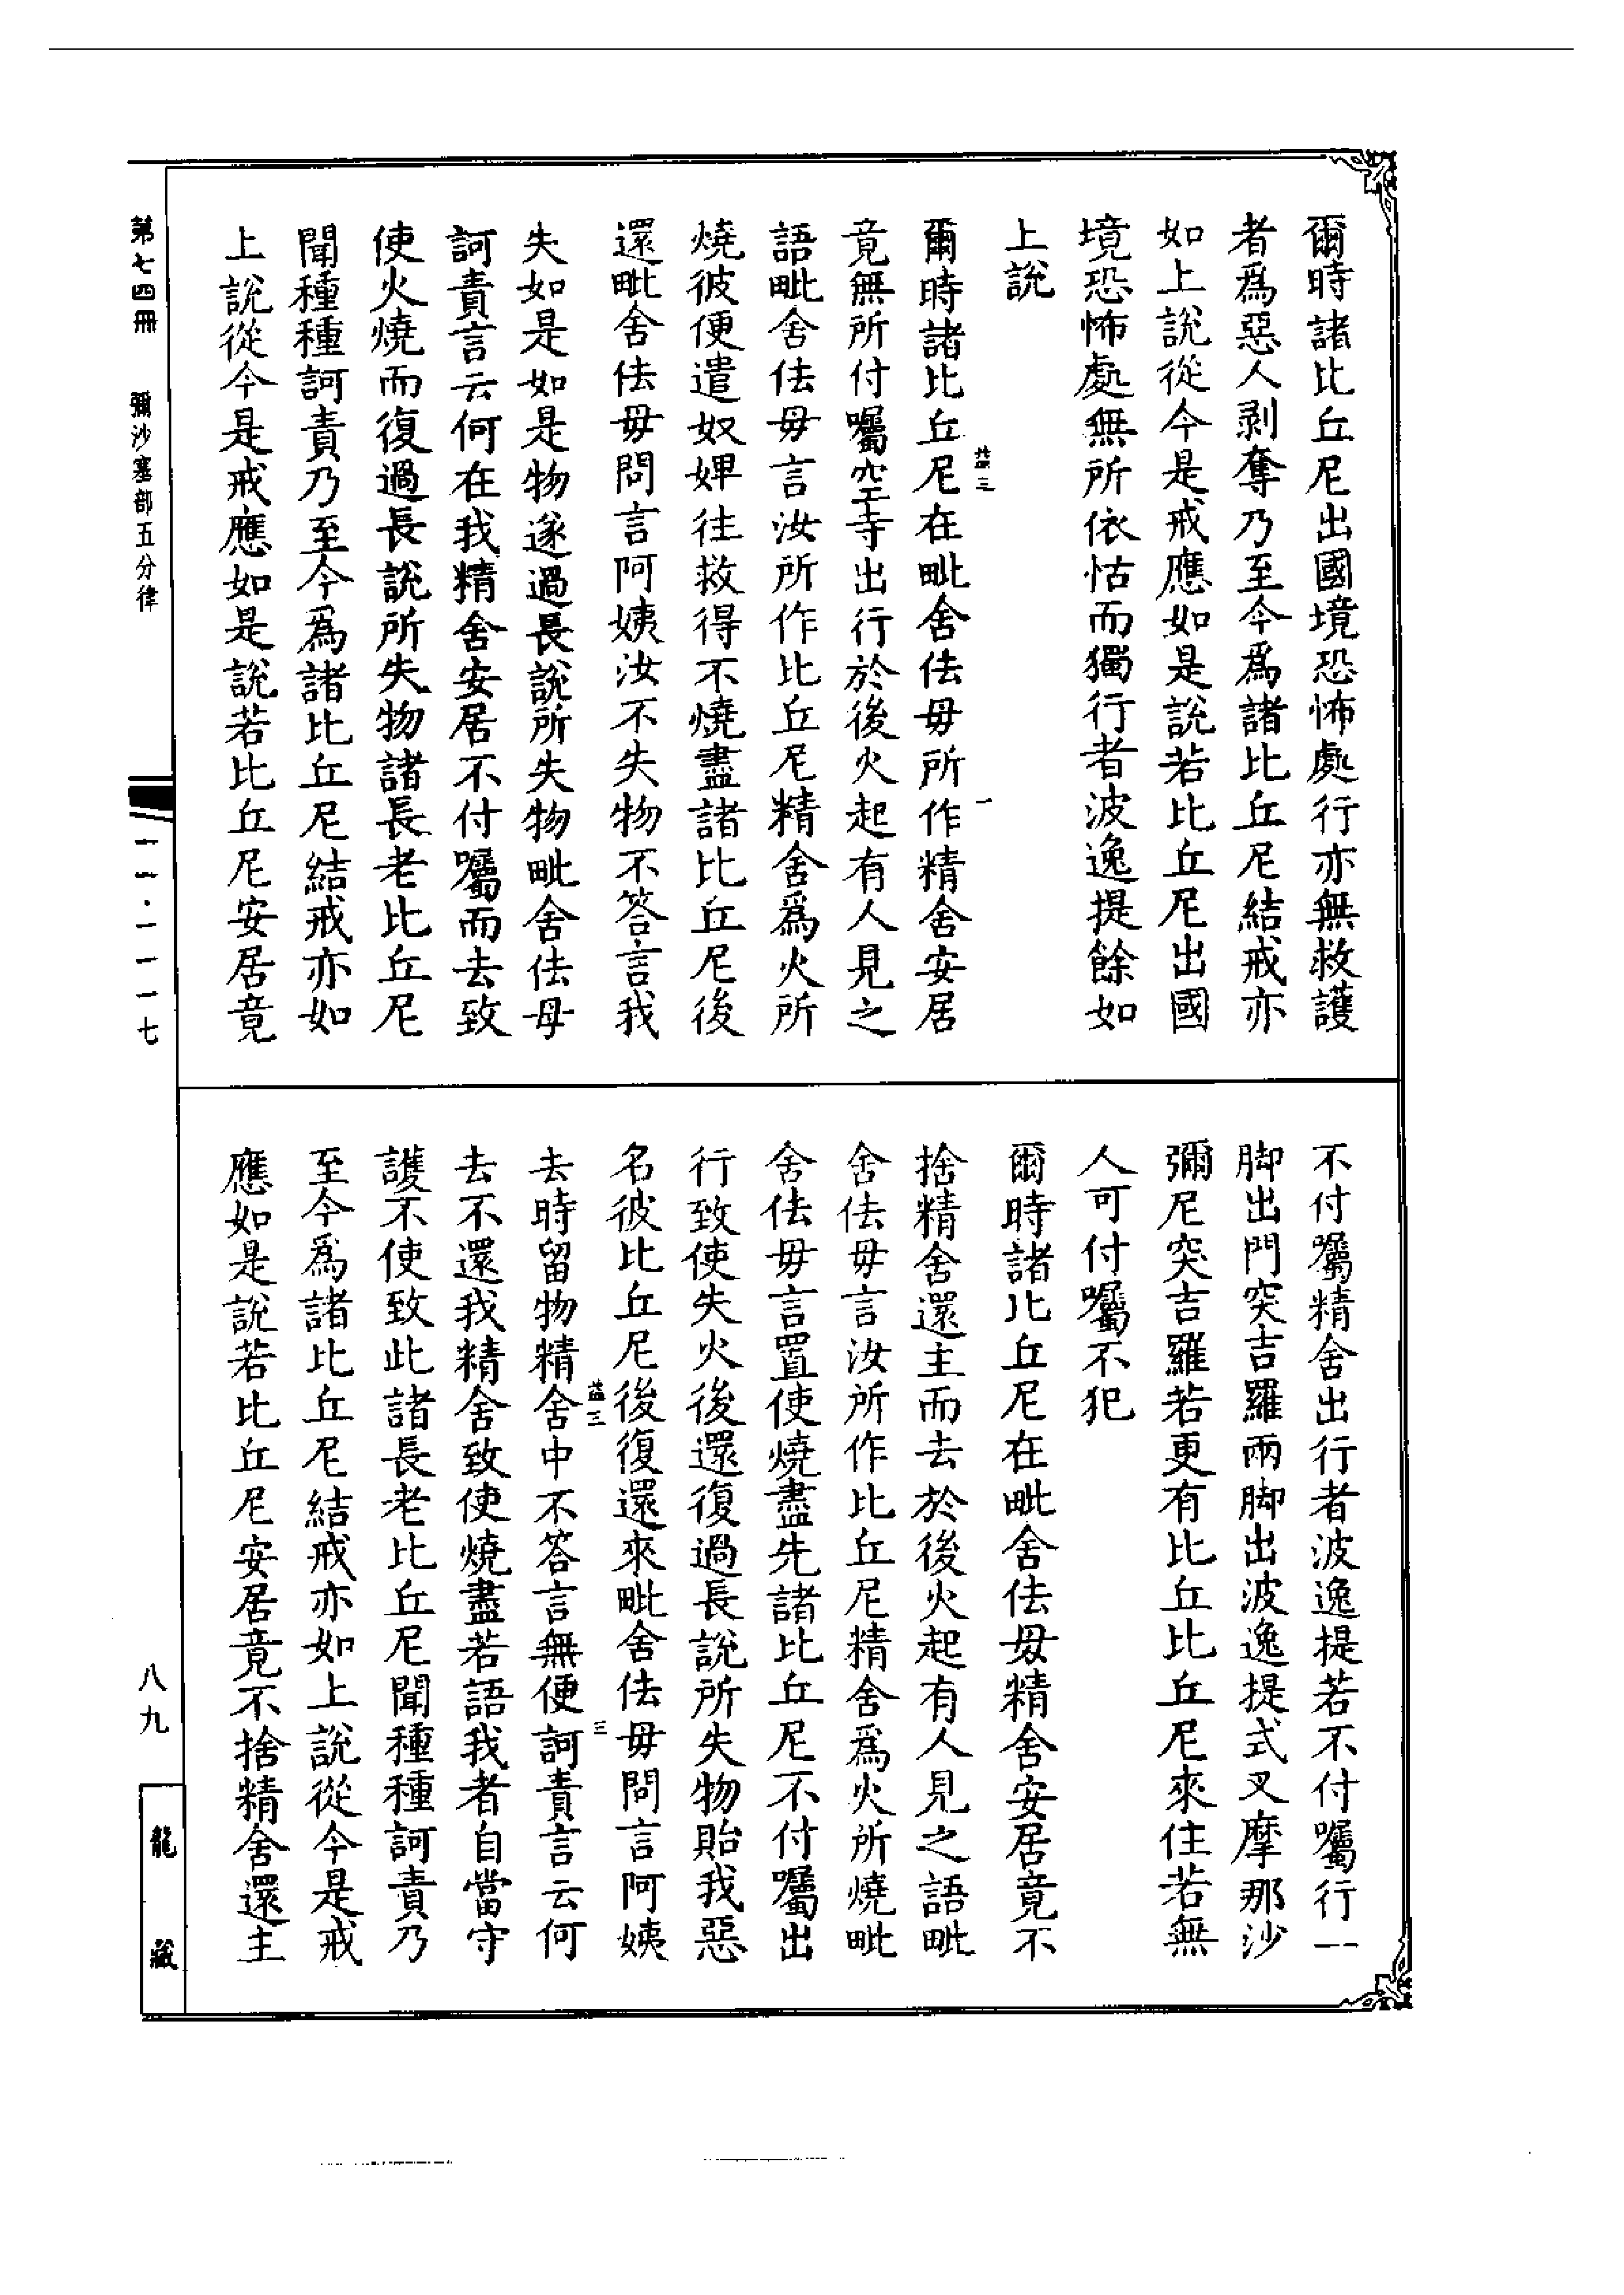 爾時諸比丘尼出國境恐怖處行亦無救護
者爲惡人剥奪乃至今爲諸比丘尼結戒亦
如上說從今是戒應如是說若比丘尼出國
境恐怖處無所依怙而獨行者波逸提餘如
上說
爾時諸比丘尼在毗舍佉毋所作精舍安居
竟無所付囑空寺出行於後火起有人見之
語毗舍佉毋言汝所作比丘尼精舍爲火所
燒彼便遣奴婢往救得不燒盡諸比丘尼後
還毗舍佉毋問言阿姨汝不失物不答言我
失如是如是物遂過長說所失物毗舍佉母
訶責言云何在我精舍安居不付囑而去致
使火燒而復過長說所失物諸長老比丘尼
聞種種訶責乃至今爲諸比丘尼結戒亦如
上說從今是戒應如是說若比丘尼安居竟
不付囑精舍出行者波逸提若不付囑行一
脚出門突吉羅兩脚出波逸提式叉摩那沙
彌尼突吉羅若更有比丘比丘尼來住若無
人可付囑不犯
爾時諸比丘尼在毗舍佉毋精舍安居竟不
捨精舍還主而去於後火起有人見之語毗
舍佉毋言汝所作比丘尼精舍爲火所燒毗
舍佉毋言置使燒盡先諸比丘尼不付囑出
行致使失火後還復過長說所失物貽我惡
名彼比丘尼後復還來毗舍佉毋問言阿姨
去時留物精舍中不答言無便訶責言云何
去不還我精舍致使燒盡若語我者自當守
護不使致此諸長老比丘尼聞種種訶責乃
至今爲諸比丘尼結戒亦如上說從今是戒
應如是說若比丘尼安居竟不捨精舍還主
益三
一
益三
三
第七四冊 彌沙塞部五分律
一一·一一一七
八九
龍藏